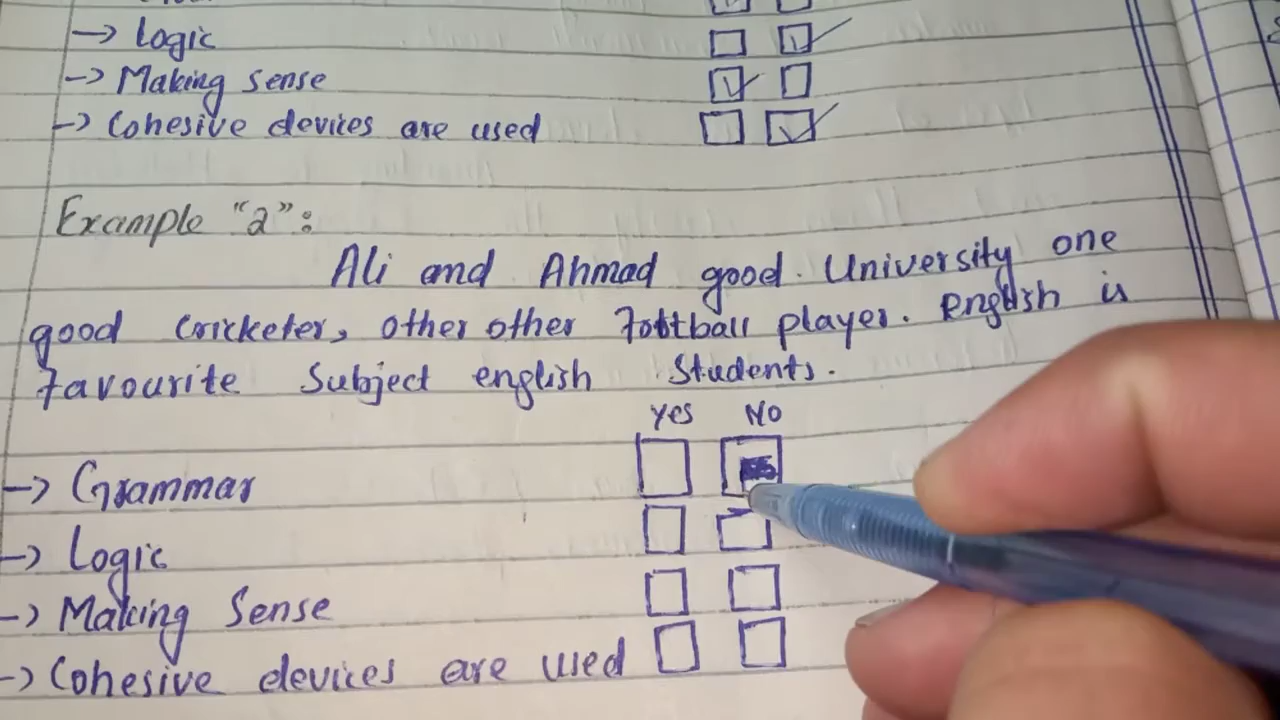 → Logic
→ Making sense
→ Cohesive devices are used
Example "2":
Ali and Ahmad good. University one
good cricketer, other other football player. english is
favourite Subject english Students.
Yes No
→ Grammar
→ Logic
→ Making Sense
→ Cohesive devices are used